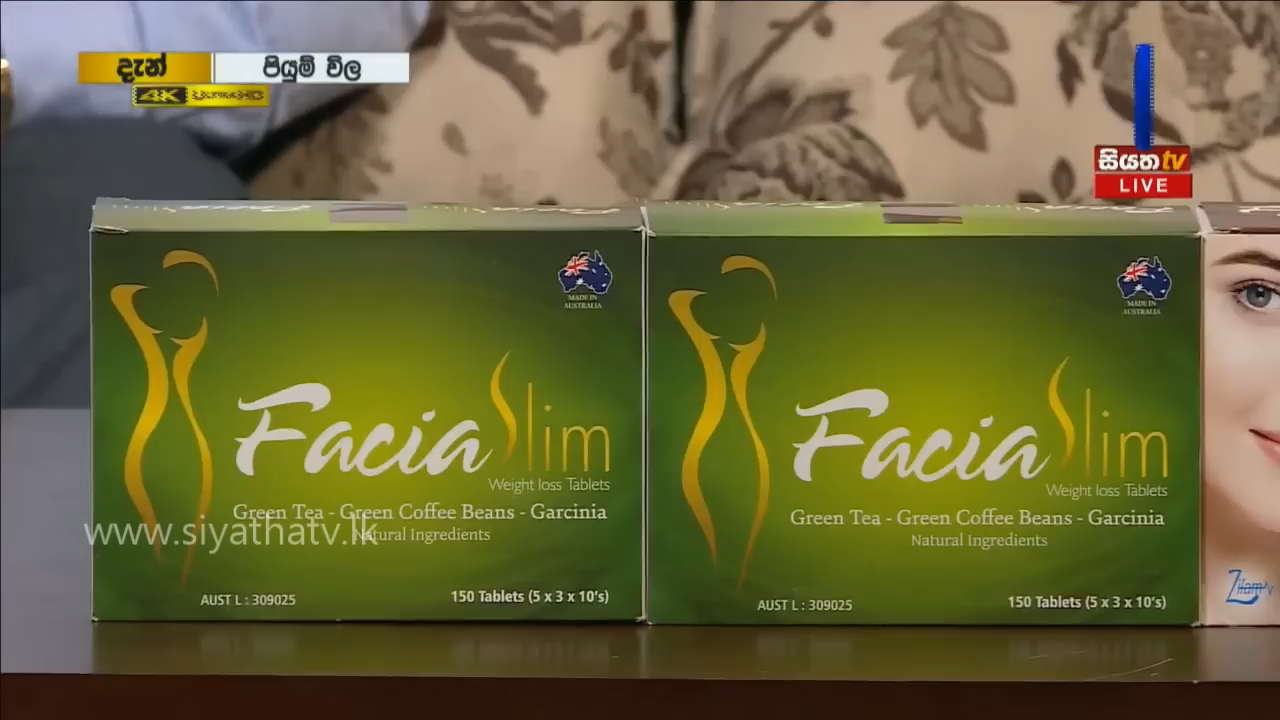 දැන් පියුම් විල
4K ULTRA HD
සියත tv
LIVE
MADE IN
AUSTRALIA
Facia Slim
Weight loss Tablets
Green Tea - Green Coffee Beans - Garcinia
Natural Ingredients
AUST L : 309025
150 Tablets (5 x 3 x 10's)
MADE IN
AUSTRALIA
Facia Slim
Weight loss Tablets
Green Tea - Green Coffee Beans - Garcinia
Natural Ingredients
AUST L : 309025
150 Tablets (5 x 3 x 10's)
www.siyathatv.lk